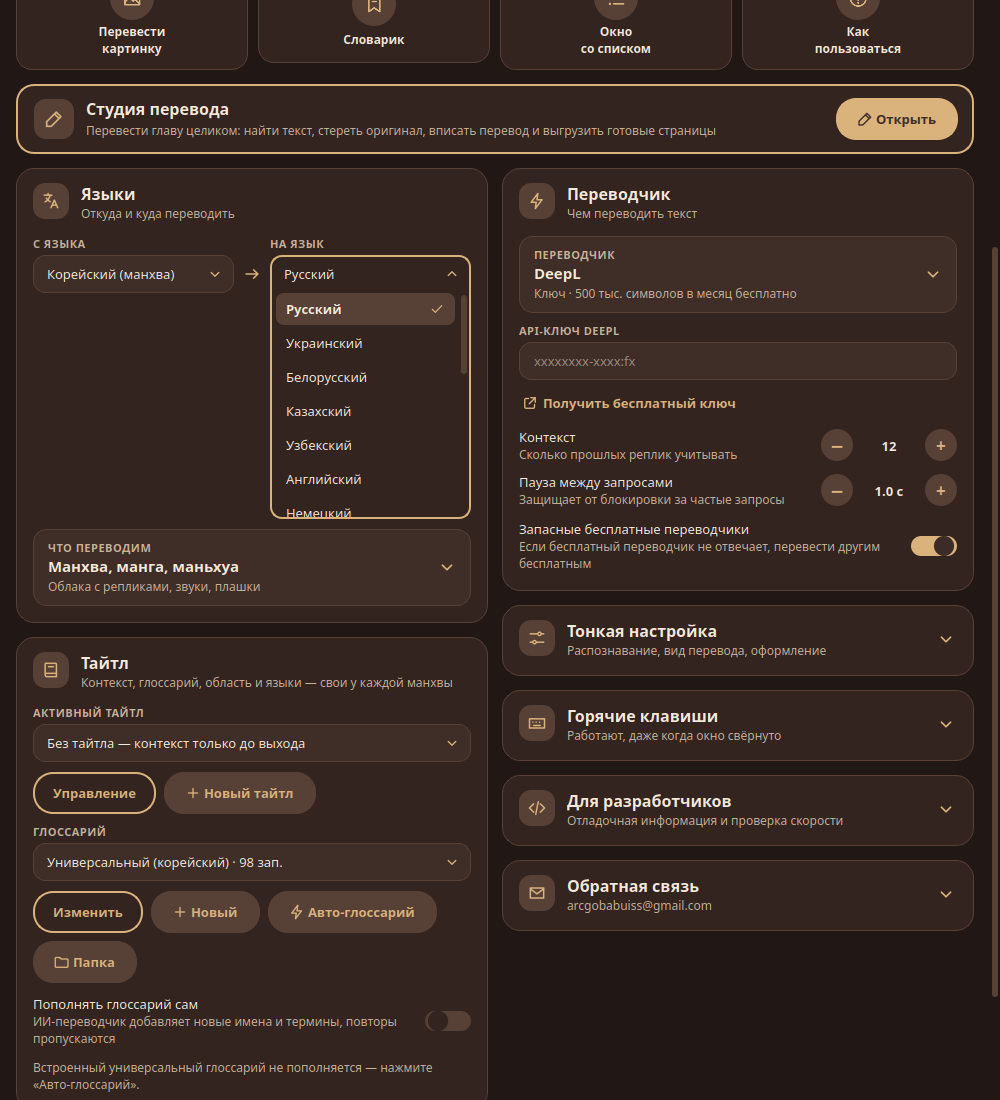 Перевести
картинку
Словарик
Окно
со списком
Как
пользоваться
Студия перевода
Перевести главу целиком: найти текст, стереть оригинал, вписать перевод и выгрузить готовые страницы
Открыть
Языки
Откуда и куда переводить
С ЯЗЫКА
Корейский (манхва)
НА ЯЗЫК
Русский
Русский
Украинский
Белорусский
Казахский
Узбекский
Английский
Немецкий
ЧТО ПЕРЕВОДИМ
Манхва, манга, маньхуа
Облака с репликами, звуки, плашки
Тайтл
Контекст, глоссарий, область и языки — свои у каждой манхвы
АКТИВНЫЙ ТАЙТЛ
Без тайтла — контекст только до выхода
Управление
+ Новый тайтл
ГЛОССАРИЙ
Универсальный (корейский) · 98 зап.
Изменить
+ Новый
Авто-глоссарий
Папка
Пополнять глоссарий сам
ИИ-переводчик добавляет новые имена и термины, повторы
пропускаются
Встроенный универсальный глоссарий не пополняется — нажмите
«Авто-глоссарий».
Переводчик
Чем переводить текст
ПЕРЕВОДЧИК
DeepL
Ключ · 500 тыс. символов в месяц бесплатно
API-КЛЮЧ DEEPL
xxxxxxxx-xxxx:fx
Получить бесплатный ключ
Контекст
Сколько прошлых реплик учитывать
– 12 +
Пауза между запросами
Защищает от блокировки за частые запросы
– 1.0 с +
Запасные бесплатные переводчики
Если бесплатный переводчик не отвечает, перевести другим
бесплатным
Тонкая настройка
Распознавание, вид перевода, оформление
Горячие клавиши
Работают, даже когда окно свёрнуто
Для разработчиков
Отладочная информация и проверка скорости
Обратная связь
arcgobabuiss@gmail.com